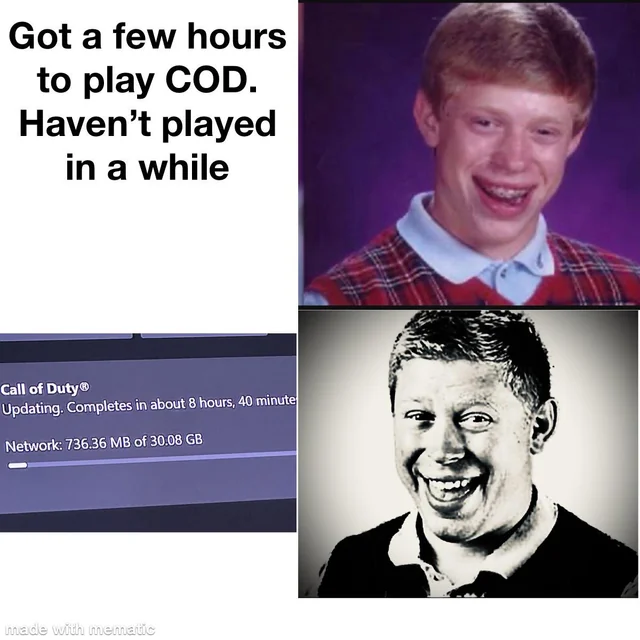 Got a few hours
to play COD.
Haven't played
in a while
Call of Duty®
Updating. Completes in about 8 hours, 40 minute
Network: 736.36 MB of 30.08 GB
made with mematic